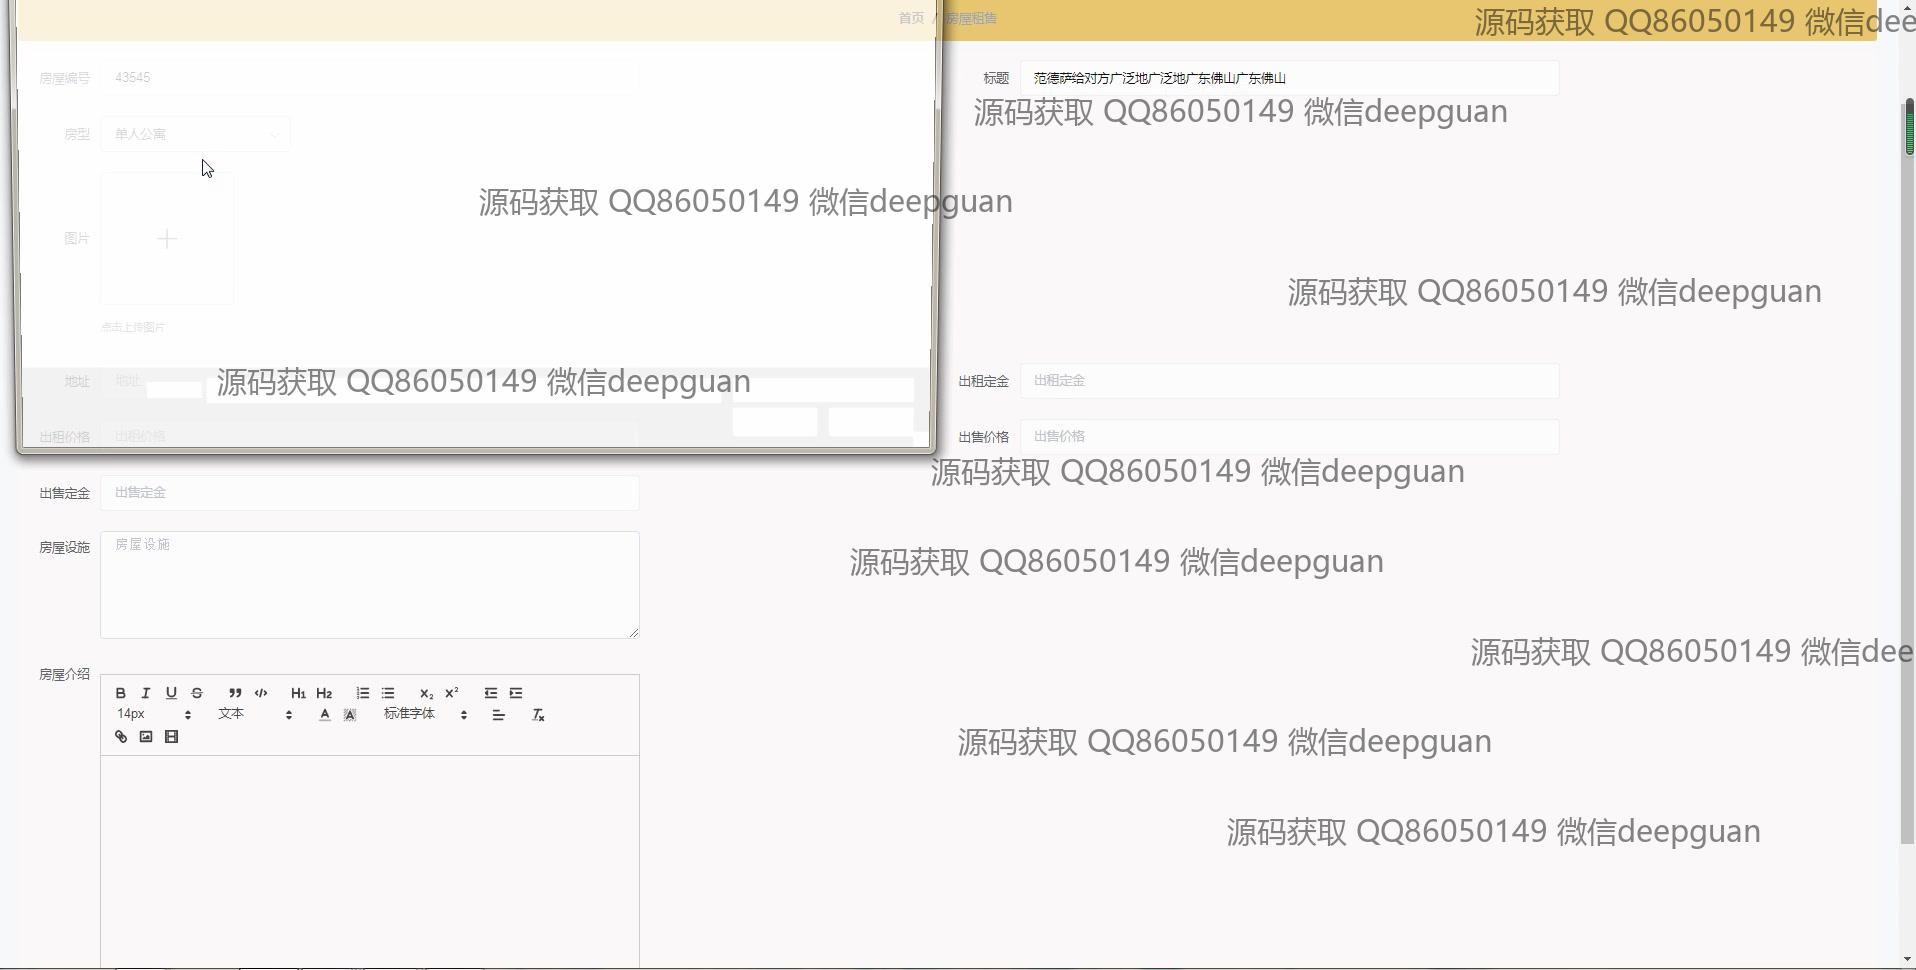 首页 / 房屋租售
源码获取 QQ86050149 微信dee
房屋编号 43545
标题 范德萨给对方广泛地广泛地广东佛山广东佛山
源码获取 QQ86050149 微信deepguan
房型 单人公寓
源码获取 QQ86050149 微信deepguan
图片
源码获取 QQ86050149 微信deepguan
点击上传图片
地址 地址
源码获取 QQ86050149 微信deepguan
出租定金 出租定金
出租价格 出租价格
出售价格 出售价格
源码获取 QQ86050149 微信deepguan
出售定金 出售定金
房屋设施 房屋设施
源码获取 QQ86050149 微信deepguan
源码获取 QQ86050149 微信dee
房屋介绍
B I U S H1 H2 X2 X2
14px 文本 A A 标准字体 Tx
源码获取 QQ86050149 微信deepguan
源码获取 QQ86050149 微信deepguan